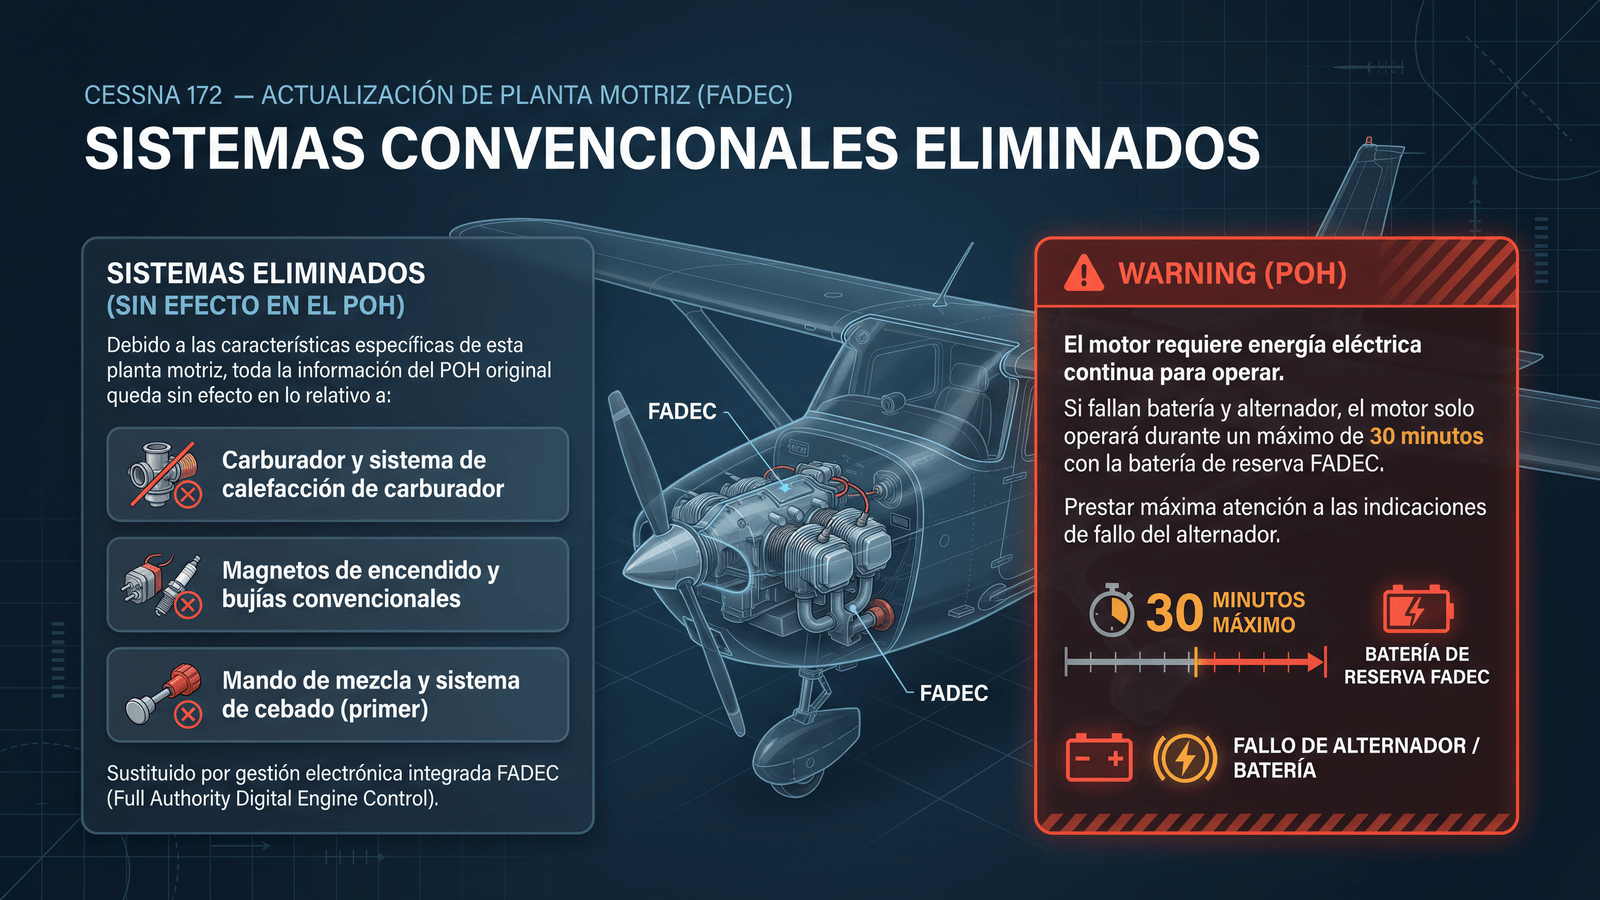 CESSNA 172 — ACTUALIZACIÓN DE PLANTA MOTRIZ (FADEC)
SISTEMAS CONVENCIONALES ELIMINADOS
SISTEMAS ELIMINADOS
(SIN EFECTO EN EL POH)
Debido a las características específicas de esta
planta motriz, toda la información del POH original
queda sin efecto en lo relativo a:
Carburador y sistema de
calefacción de carburador
Magnetos de encendido y
bujías convencionales
Mando de mezcla y sistema
de cebado (primer)
Sustituido por gestión electrónica integrada FADEC
(Full Authority Digital Engine Control).
FADEC
FADEC
WARNING (POH)
El motor requiere energía eléctrica
continua para operar.
Si fallan batería y alternador, el motor solo
operará durante un máximo de 30 minutos
con la batería de reserva FADEC.
Prestar máxima atención a las indicaciones
de fallo del alternador.
30 MINUTOS
MÁXIMO
BATERÍA DE
RESERVA FADEC
FALLO DE ALTERNADOR /
BATERÍA